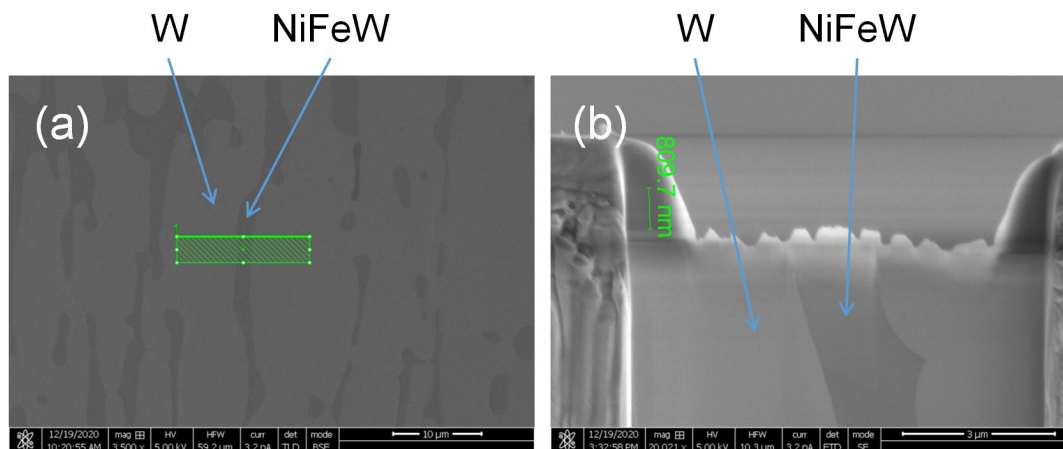 W
NiFeW
W
NiFeW
(a)
(b)
1
809.7 nm
12/19/2020
10:20:55 AM
mag
3,500 x
HV
5.00 kV
HFW
59.2 µm
curr
3.2 pA
det
TLD
mode
BSE
10 µm
12/19/2020
3:32:58 PM
mag
20,021 x
HV
5.00 kV
HFW
10.3 µm
curr
3.2 pA
det
ETD
mode
SE
3 µm